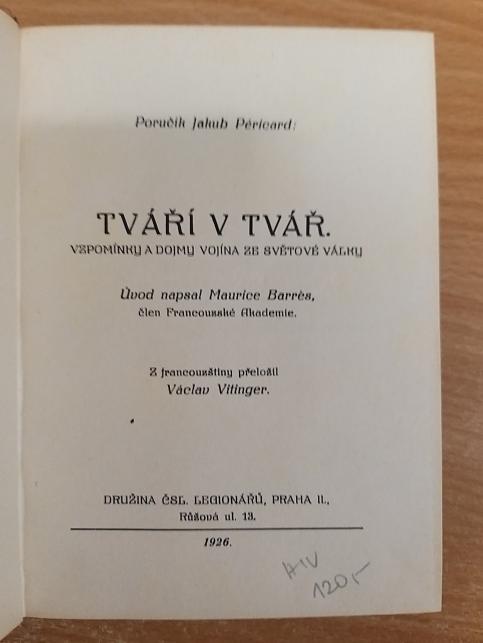 Poručík Jakub Péricard:
TVÁŘÍ V TVÁŘ.
VZPOMÍNKY A DOJMY VOJÍNA ZE SVĚTOVÉ VÁLKY
Úvod napsal Maurice Barrès,
člen Francouzské Akademie.
Z francouzštiny přeložil
Václav Vitinger.
DRUŽINA ČSL. LEGIONÁŘŮ, PRAHA II.,
Růžová ul. 13.
1926.
A IV
120,-